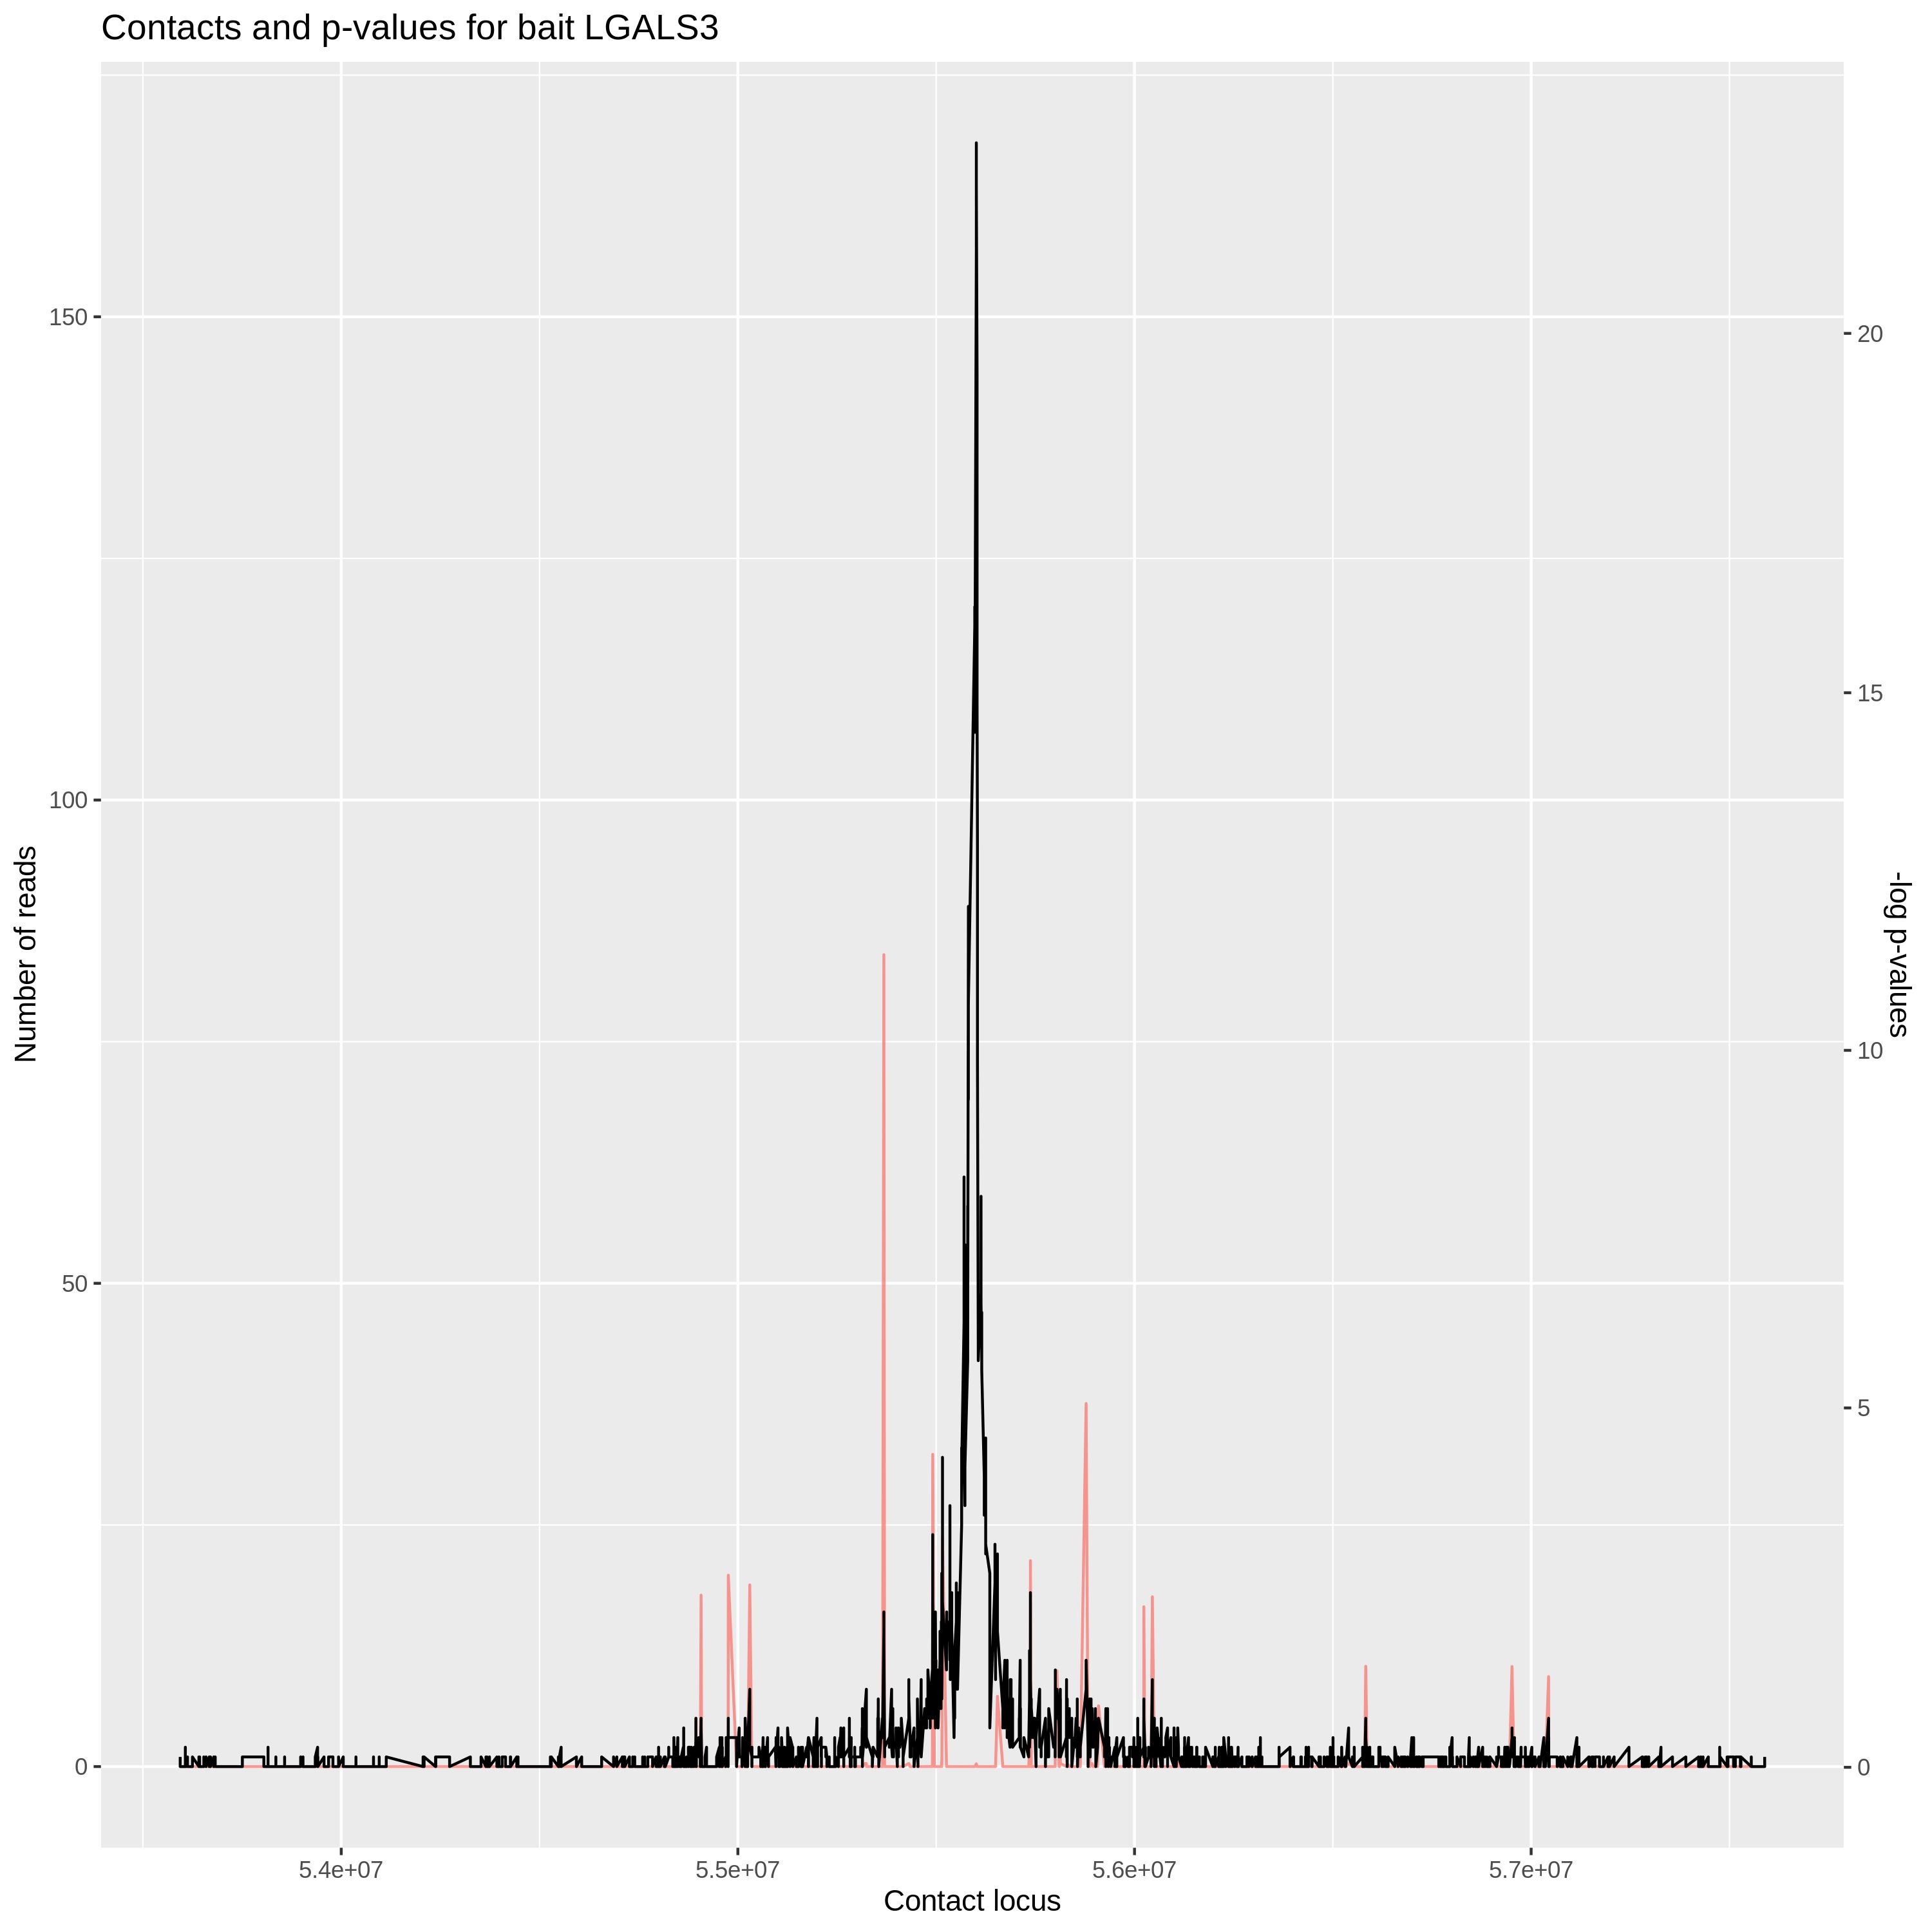 Contacts and p-values for bait LGALS3
Number of reads
150
100
50
0
20
15
10
5
0
-log p-values
5.4e+07
5.5e+07
5.6e+07
5.7e+07
Contact locus